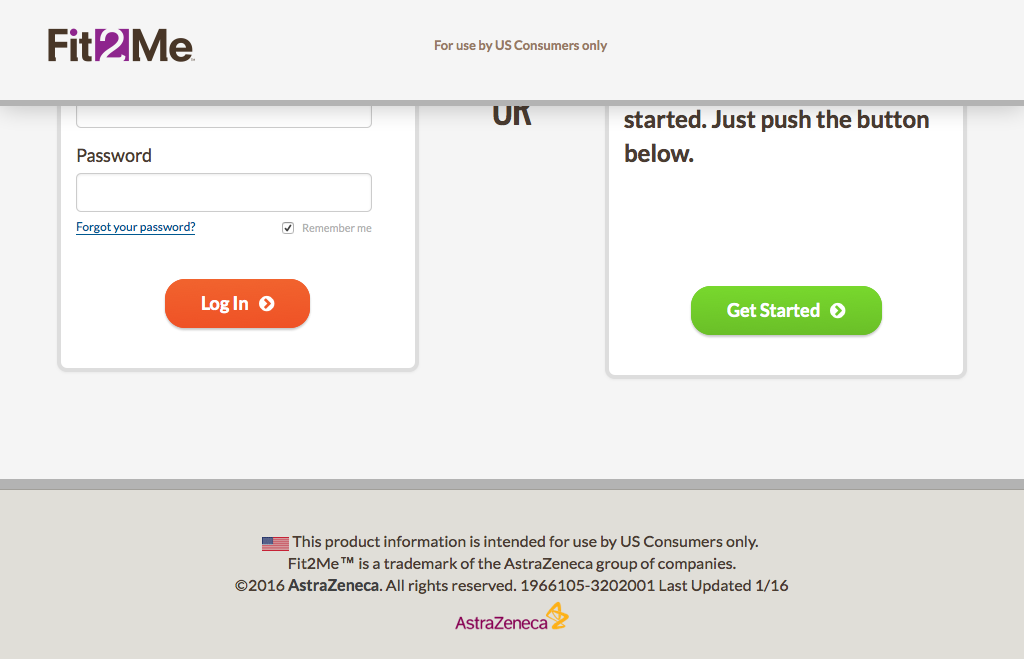 Fit2Me™
For use by US Consumers only
OR
started. Just push the button
below.
Password
Forgot your password?
Remember me
Log In
Get Started
This product information is intended for use by US Consumers only.
Fit2Me™ is a trademark of the AstraZeneca group of companies.
©2016 AstraZeneca. All rights reserved. 1966105-3202001 Last Updated 1/16
AstraZeneca